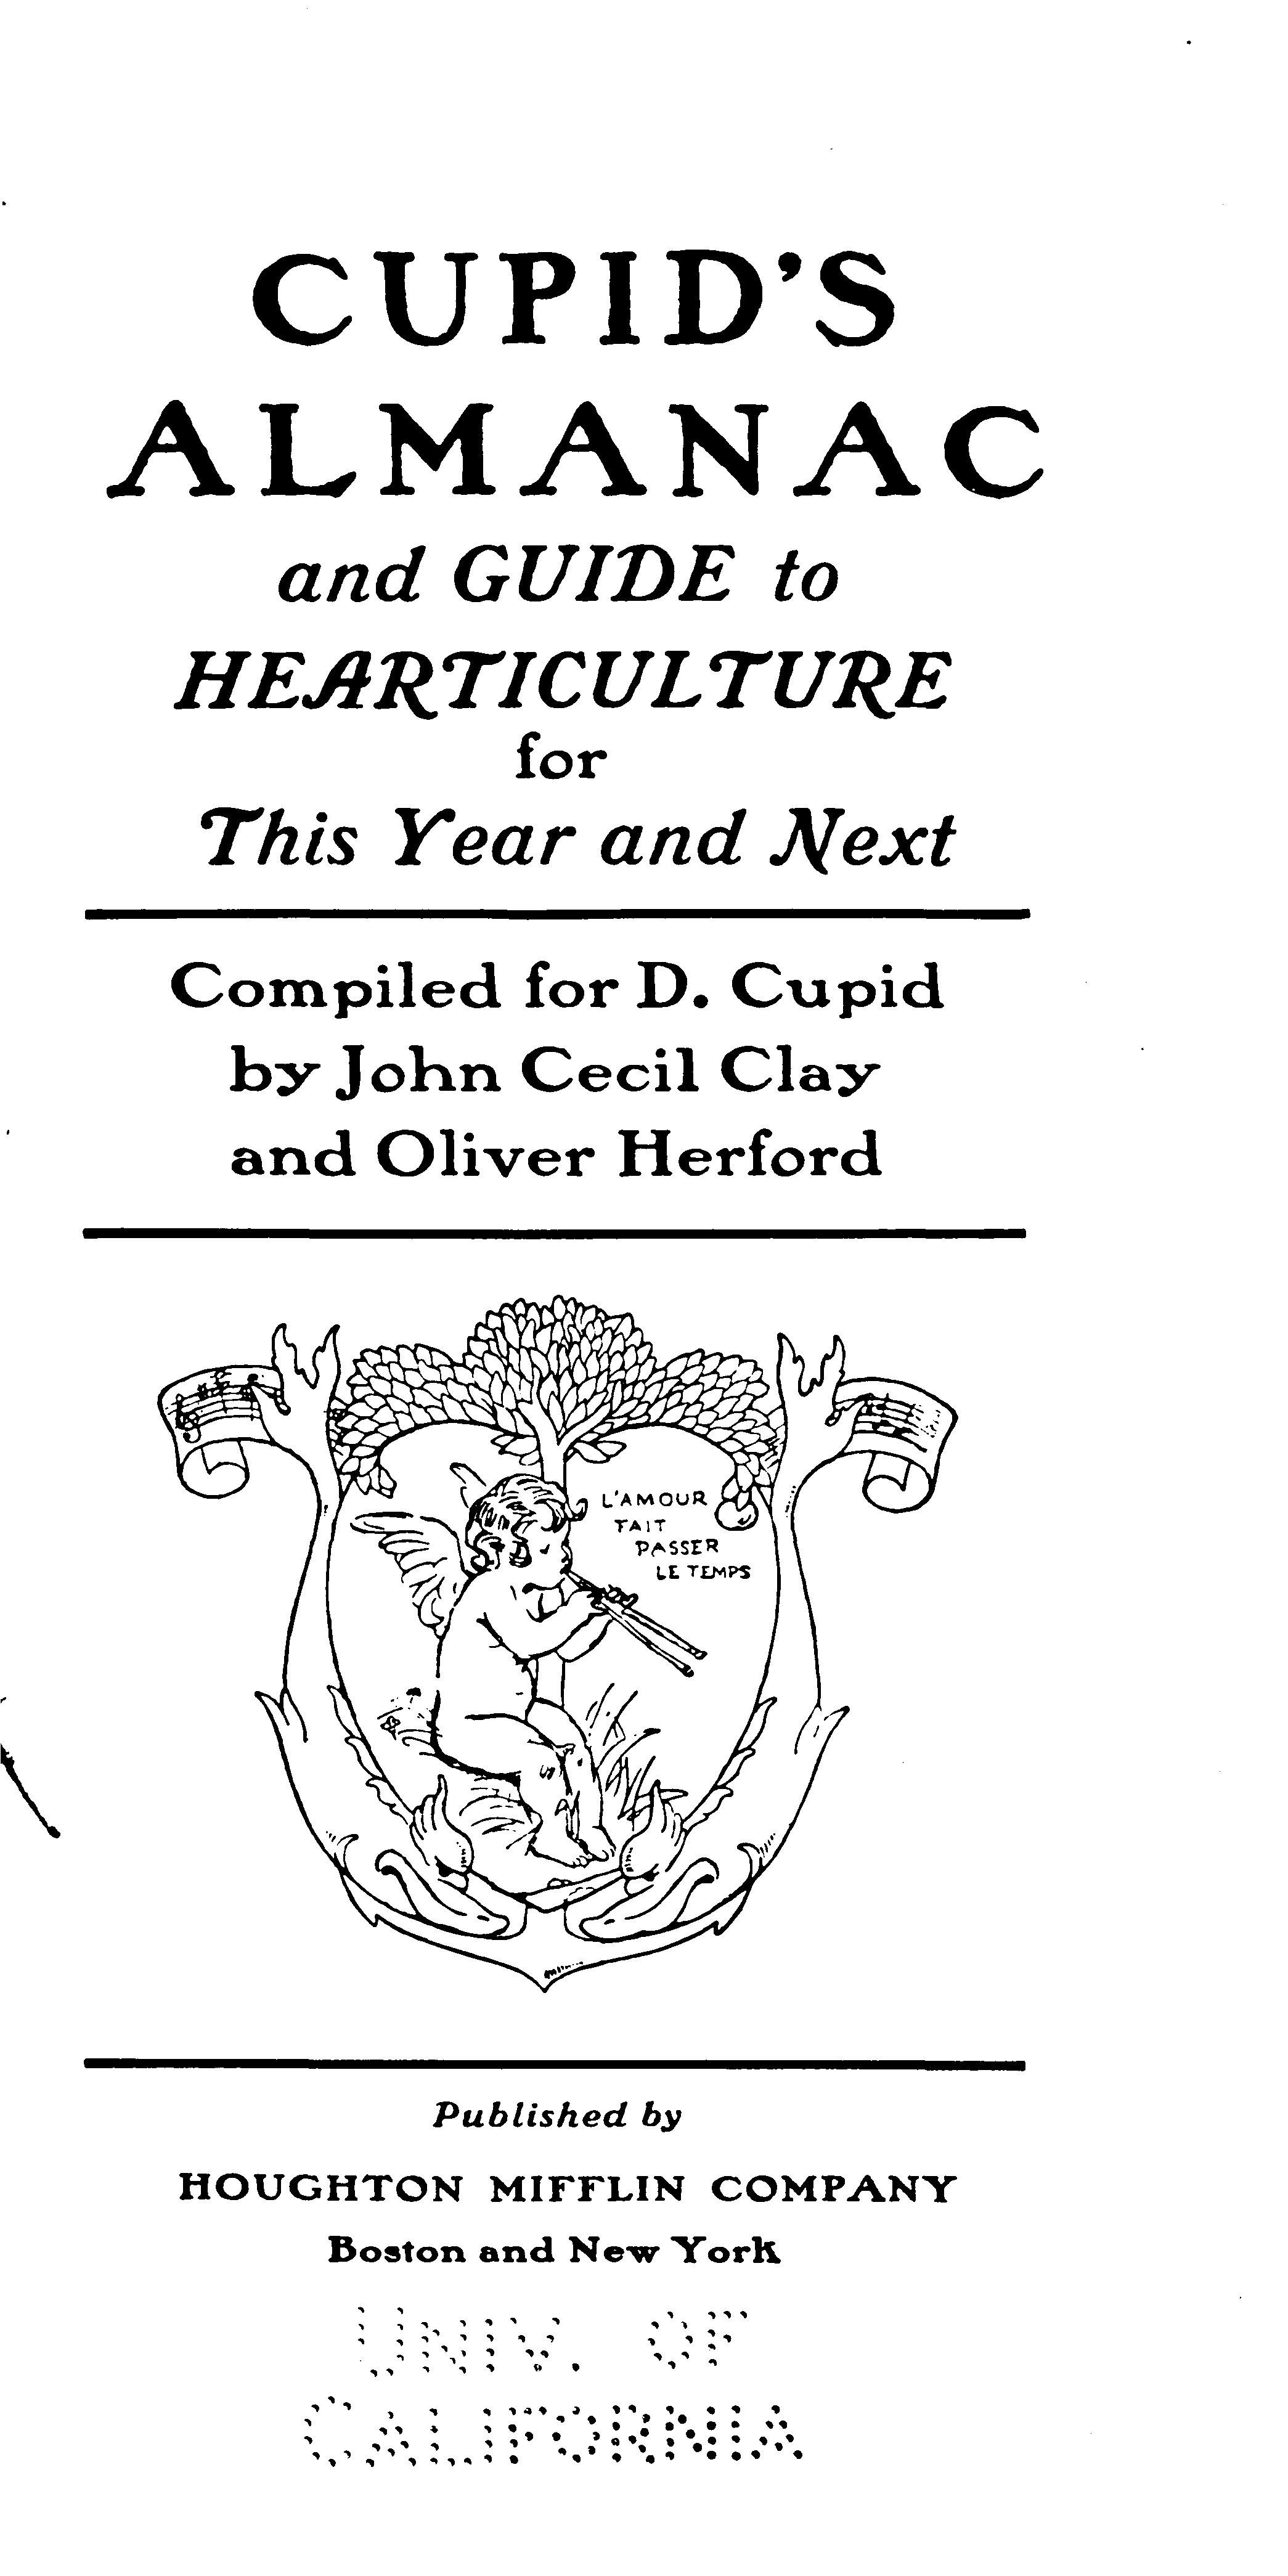 CUPID'S
ALMANAC
and GUIDE to
HEARTICULTURE
for
This Year and Next
Compiled for D. Cupid
by John Cecil Clay
and Oliver Herford
L'AMOUR
FAIT
PASSER
LE TEMPS
Published by
HOUGHTON MIFFLIN COMPANY
Boston and New York
UNIV. OF
CALIFORNIA